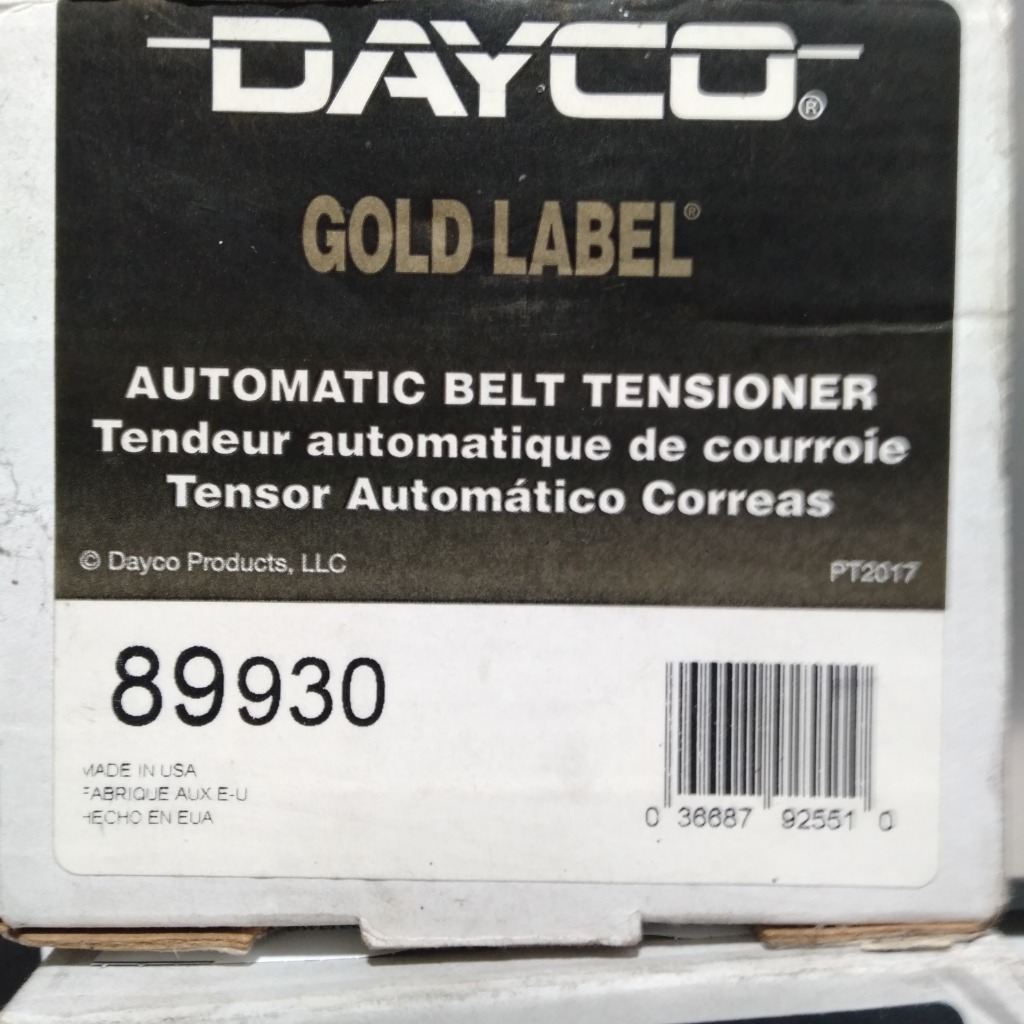 DAYCO®
GOLD LABEL®
AUTOMATIC BELT TENSIONER
Tendeur automatique de courroie
Tensor Automático Correas
© Dayco Products, LLC
PT2017
89930
MADE IN USA
FABRIQUE AUX E-U
HECHO EN EUA
0 36687 92551 0